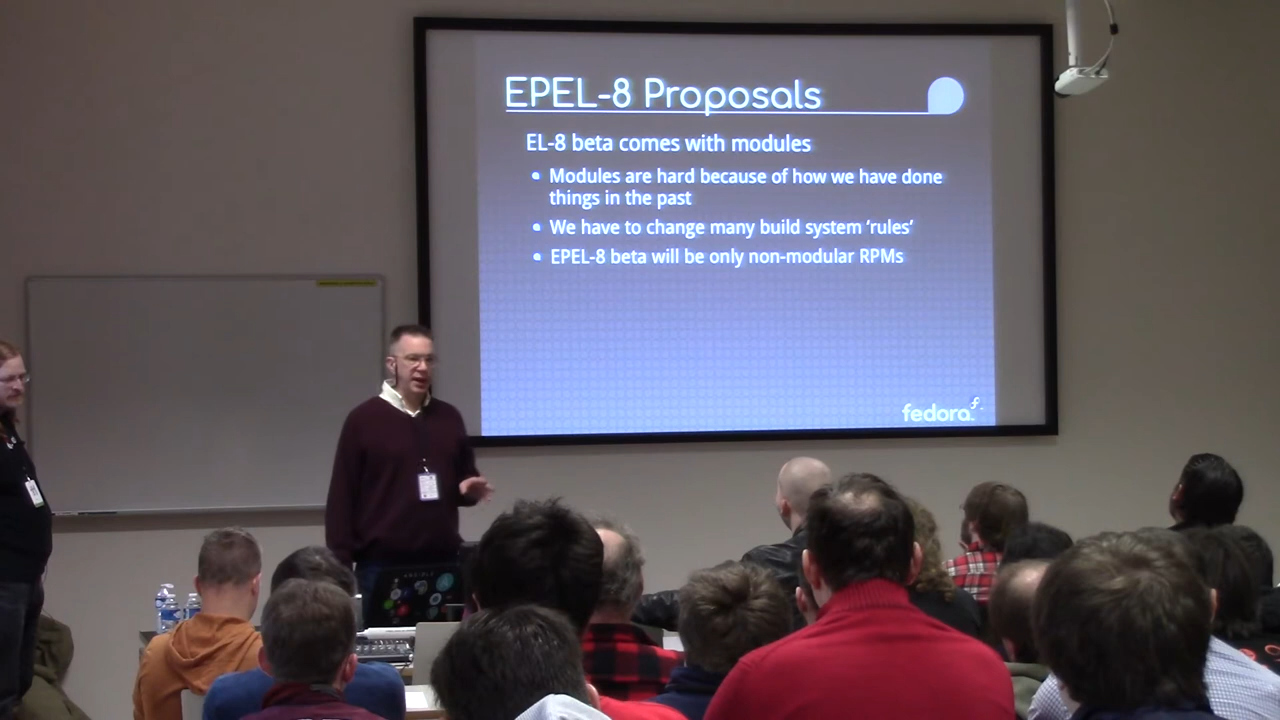 EPEL-8 Proposals
EL-8 beta comes with modules
• Modules are hard because of how we have done
things in the past
• We have to change many build system ‘rules’
• EPEL-8 beta will be only non-modular RPMs
fedora